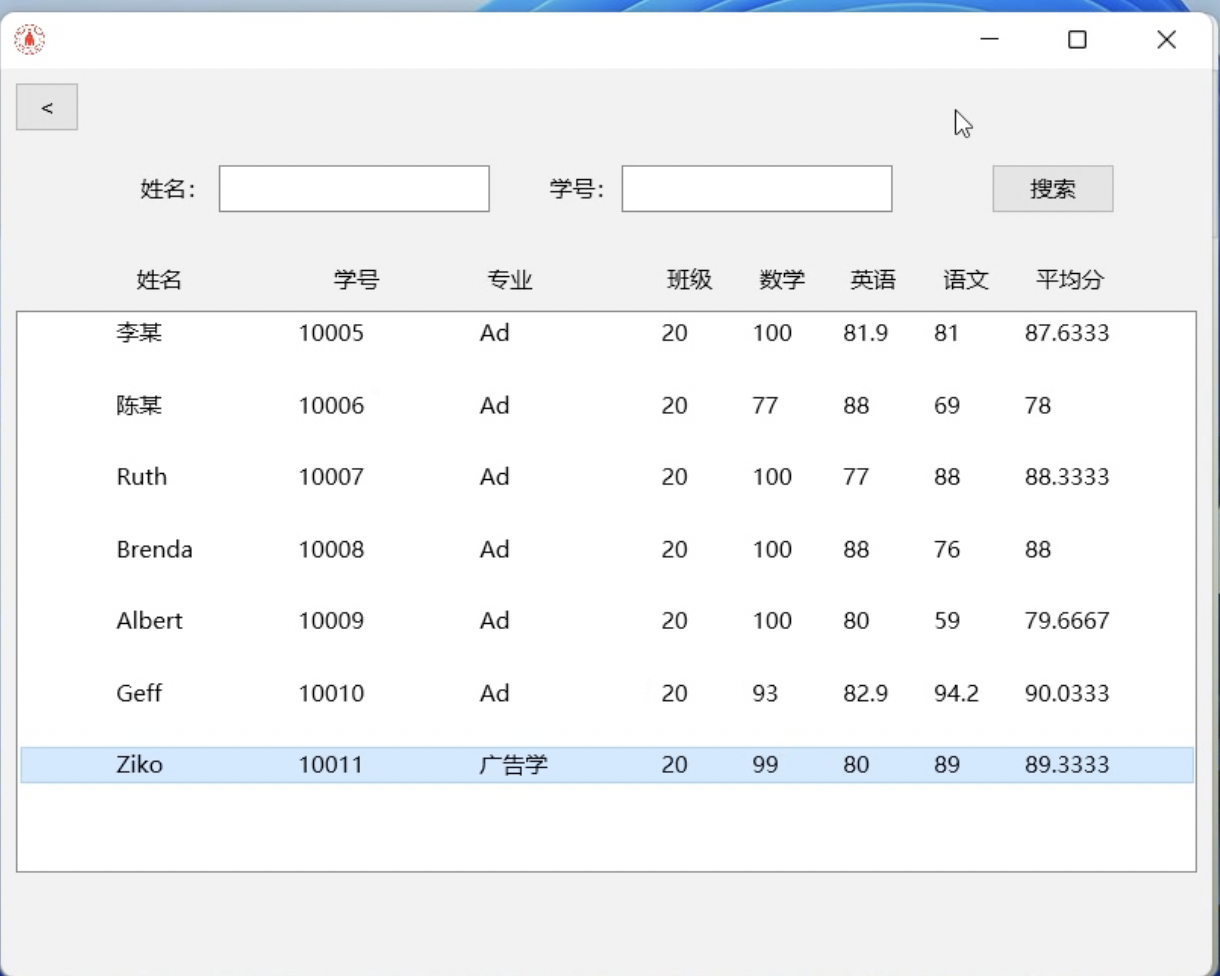 <
姓名： 学号： 搜索
姓名 学号 专业 班级 数学 英语 语文 平均分
李某 10005 Ad 20 100 81.9 81 87.6333
陈某 10006 Ad 20 77 88 69 78
Ruth 10007 Ad 20 100 77 88 88.3333
Brenda 10008 Ad 20 100 88 76 88
Albert 10009 Ad 20 100 80 59 79.6667
Geff 10010 Ad 20 93 82.9 94.2 90.0333
Ziko 10011 广告学 20 99 80 89 89.3333